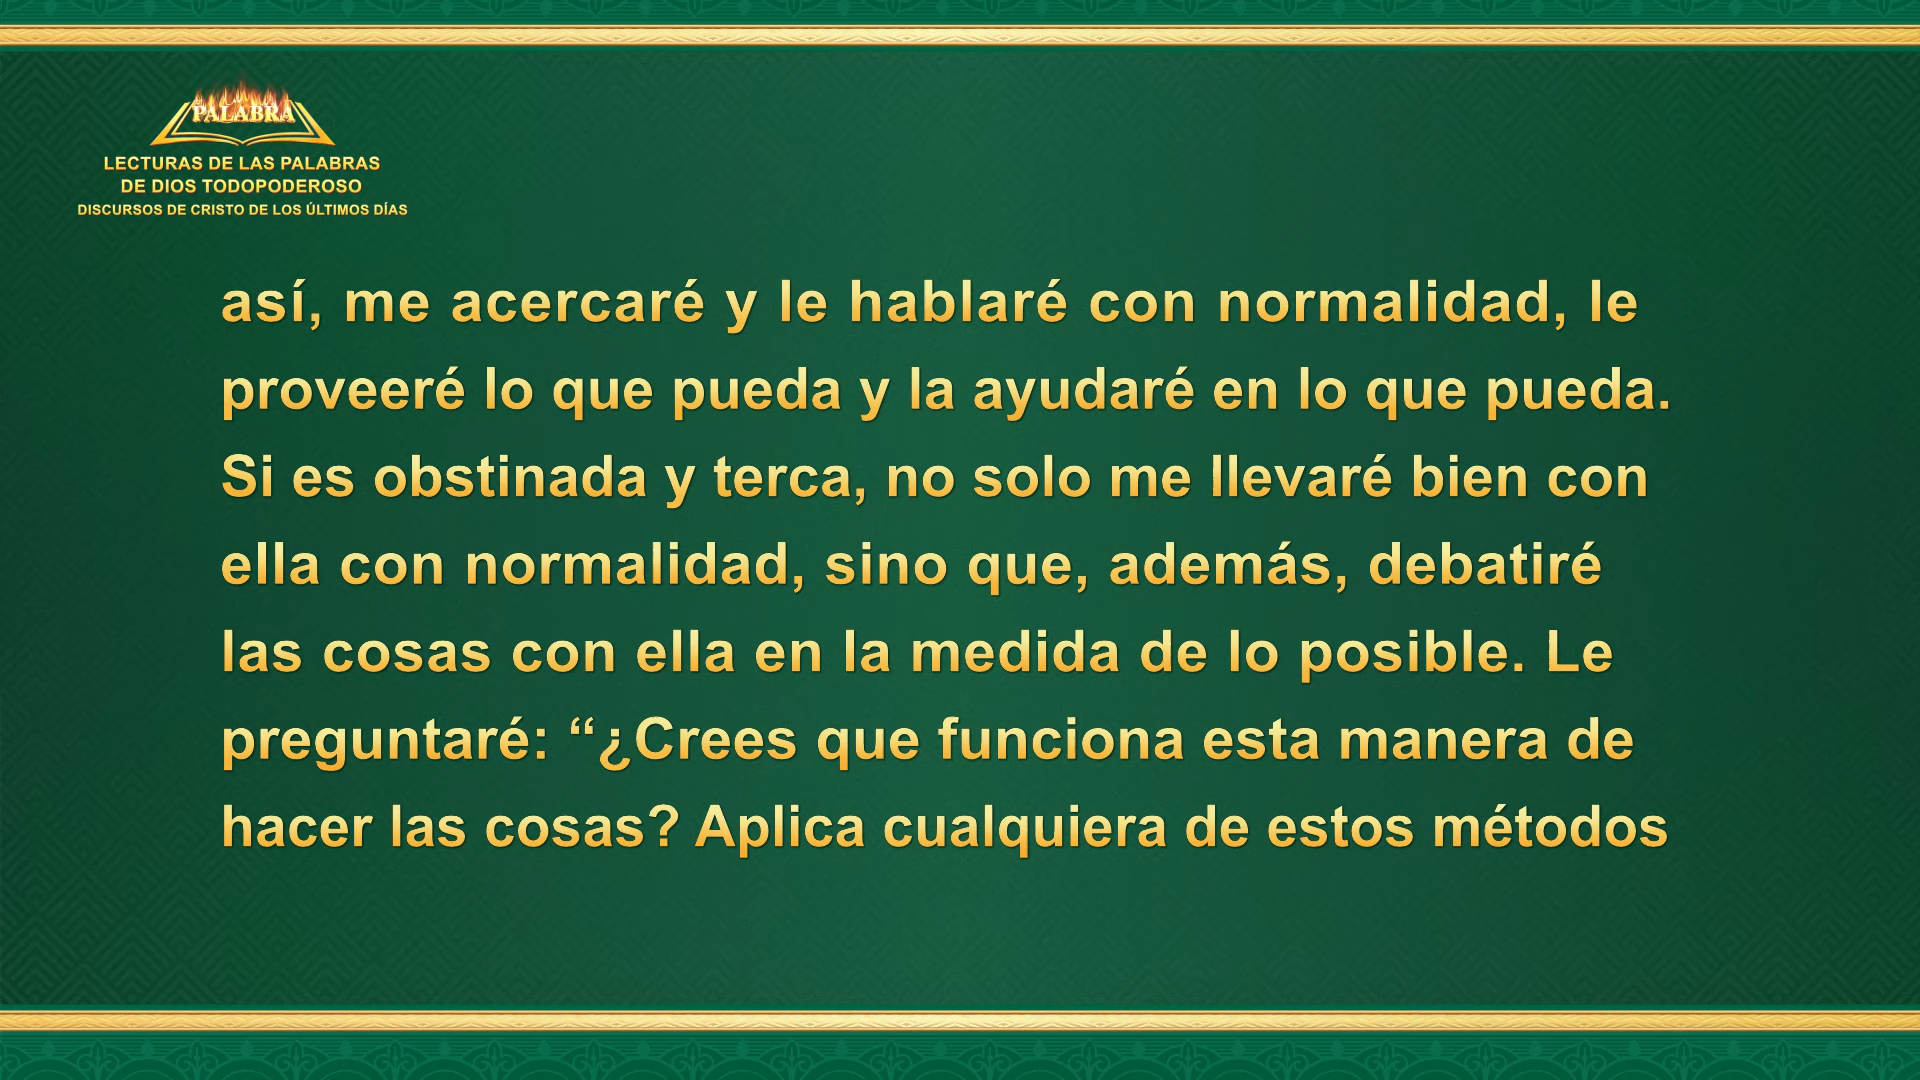 PALABRA
LECTURAS DE LAS PALABRAS
DE DIOS TODOPODEROSO
DISCURSOS DE CRISTO DE LOS ÚLTIMOS DÍAS
así, me acercaré y le hablaré con normalidad, le
proveeré lo que pueda y la ayudaré en lo que pueda.
Si es obstinada y terca, no solo me llevaré bien con
ella con normalidad, sino que, además, debatiré
las cosas con ella en la medida de lo posible. Le
preguntaré: “¿Crees que funciona esta manera de
hacer las cosas? Aplica cualquiera de estos métodos